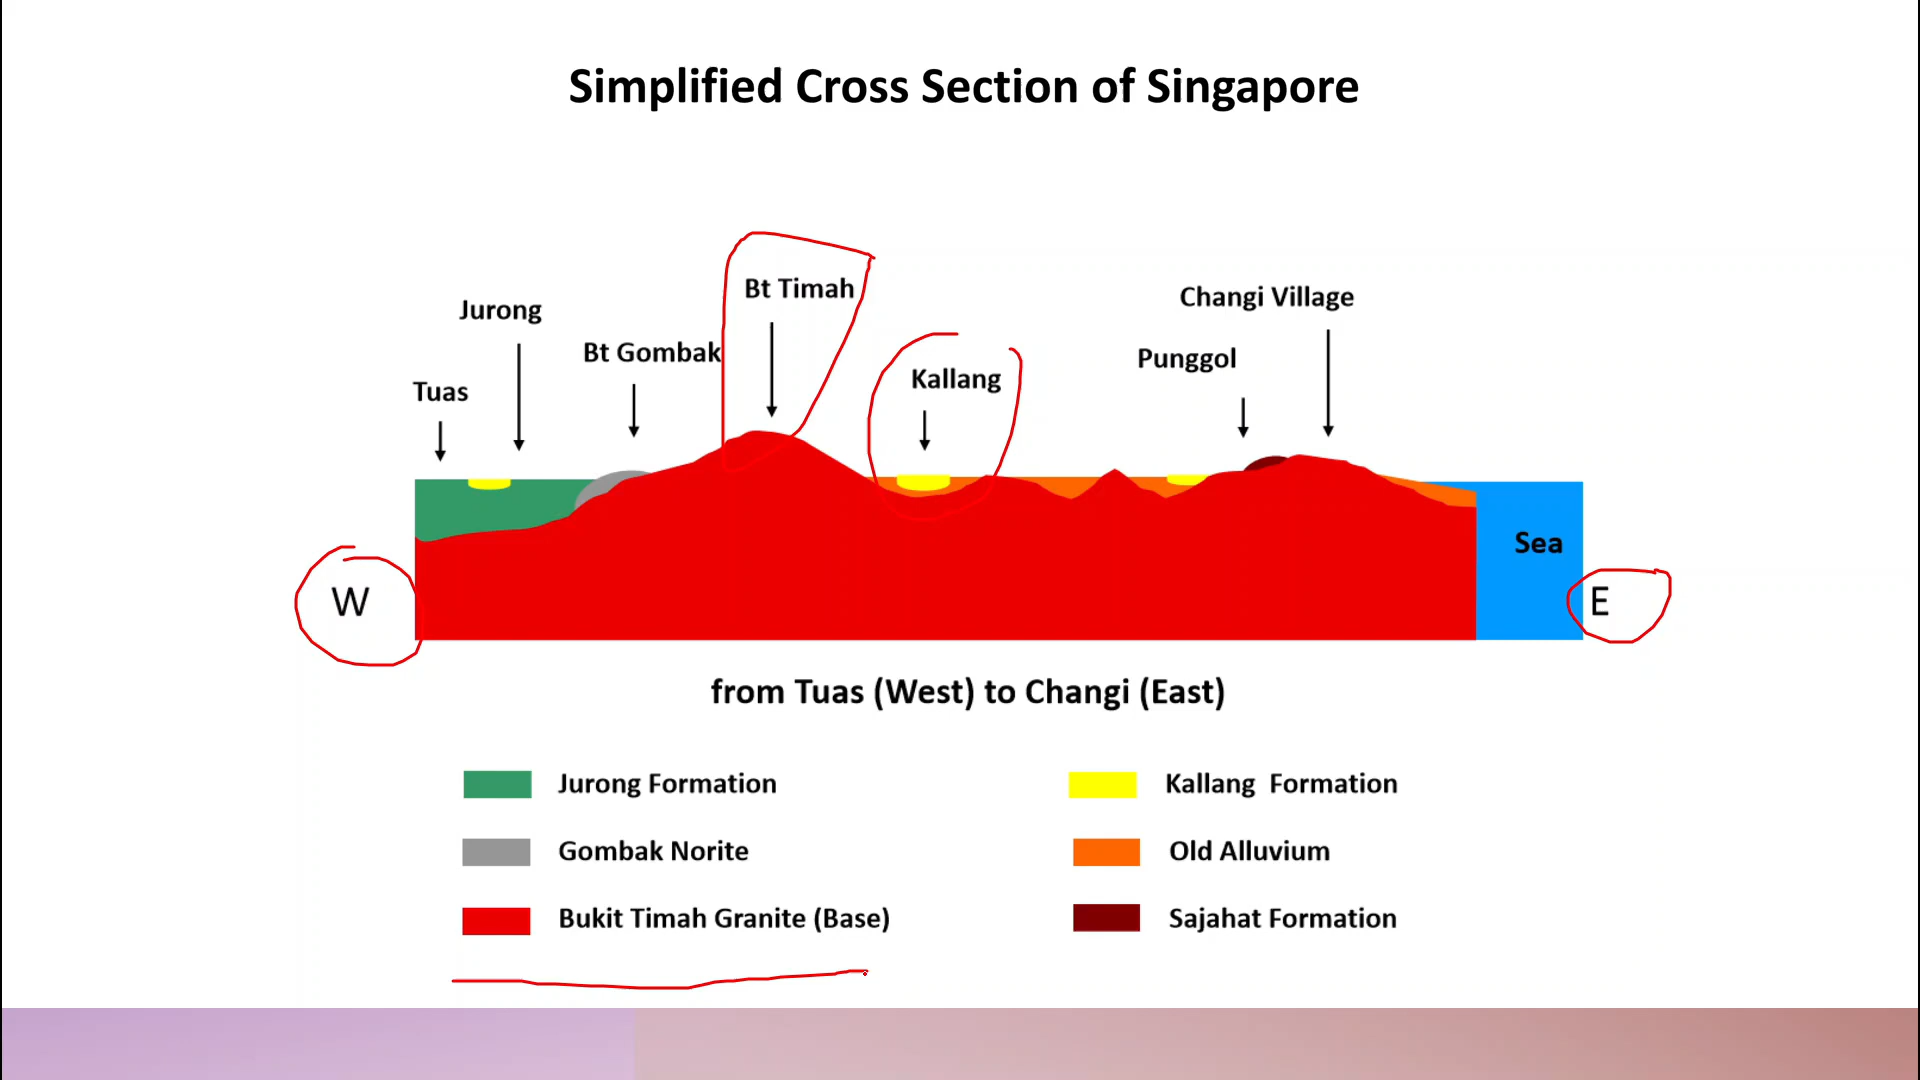 Simplified Cross Section of Singapore
Bt Timah
Changi Village
Jurong
Bt Gombak
Punggol
Kallang
Tuas
Sea
W
E
from Tuas (West) to Changi (East)
Jurong Formation
Kallang Formation
Gombak Norite
Old Alluvium
Bukit Timah Granite (Base)
Sajahat Formation